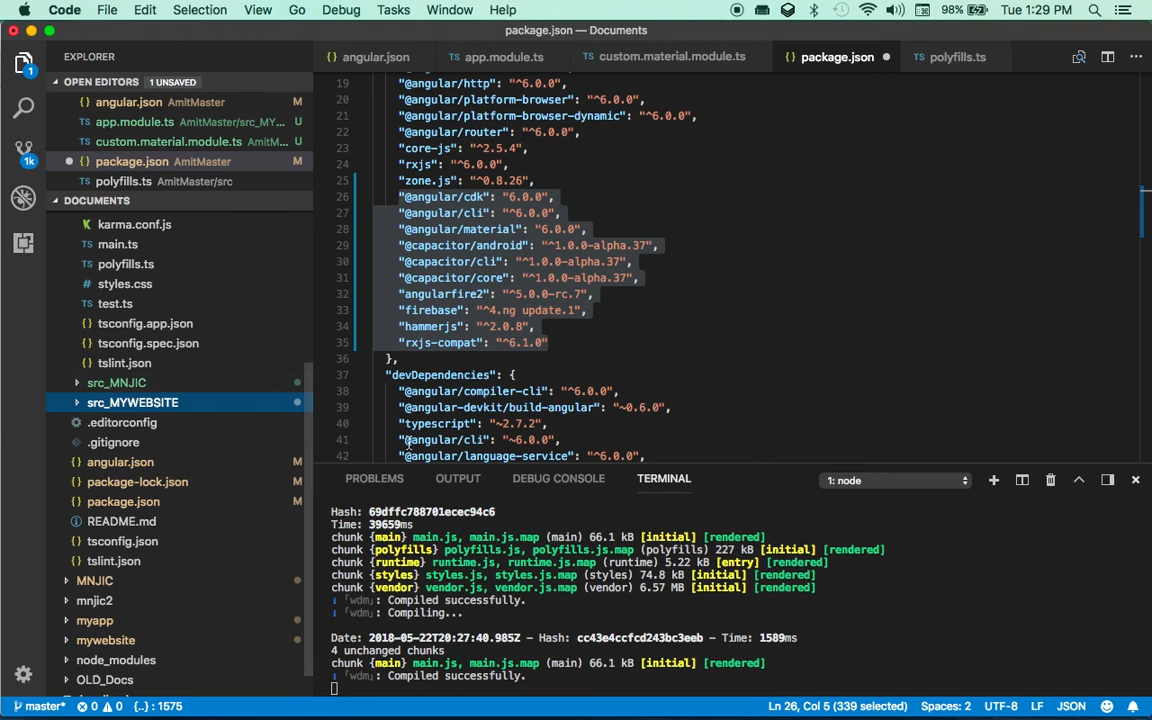 Code File Edit Selection View Go Debug Tasks Window Help 98% Tue 1:29 PM
package.json — Documents
EXPLORER
angular.json
TS app.module.ts
custom.material.module.ts
package.json
polyfills.ts
OPEN EDITORS 1 UNSAVED
angular.json AmitMaster M
TS app.module.ts AmitMaster/src_MY... U
TS custom.material.module.ts AmitM... U
package.json AmitMaster M
TS polyfills.ts AmitMaster/src
DOCUMENTS
karma.conf.js
TS main.ts
TS polyfills.ts
# styles.css
TS test.ts
tsconfig.app.json
tsconfig.spec.json
tslint.json
src_MNJIC
src_MYWEBSITE
.editorconfig
.gitignore
angular.json M
package-lock.json M
package.json M
README.md
tsconfig.json
tslint.json
MNJIC
mnjic2
myapp
mywebsite
node_modules
OLD_Docs
1
1k
19 "@angular/http": "^6.0.0",
20 "@angular/platform-browser": "^6.0.0",
21 "@angular/platform-browser-dynamic": "^6.0.0",
22 "@angular/router": "^6.0.0",
23 "core-js": "^2.5.4",
24 "rxjs": "^6.0.0",
25 "zone.js": "^0.8.26",
26 "@angular/cdk": "6.0.0",
27 "@angular/cli": "^6.0.0",
28 "@angular/material": "6.0.0",
29 "@capacitor/android": "^1.0.0-alpha.37",
30 "@capacitor/cli": "^1.0.0-alpha.37",
31 "@capacitor/core": "^1.0.0-alpha.37",
32 "angularfire2": "^5.0.0-rc.7",
33 "firebase": "^4.ng update.1",
34 "hammerjs": "^2.0.8",
35 "rxjs-compat": "^6.1.0"
36 },
37 "devDependencies": {
38 "@angular/compiler-cli": "^6.0.0",
39 "@angular-devkit/build-angular": "~0.6.0",
40 "typescript": "~2.7.2",
41 "@angular/cli": "~6.0.0",
42 "@angular/language-service": "^6.0.0",
PROBLEMS OUTPUT DEBUG CONSOLE TERMINAL 1: node
Hash: 69dffc788701ecec94c6
Time: 39659ms
chunk {main} main.js, main.js.map (main) 66.1 kB [initial] [rendered]
chunk {polyfills} polyfills.js, polyfills.js.map (polyfills) 227 kB [initial] [rendered]
chunk {runtime} runtime.js, runtime.js.map (runtime) 5.22 kB [entry] [rendered]
chunk {styles} styles.js, styles.js.map (styles) 74.8 kB [initial] [rendered]
chunk {vendor} vendor.js, vendor.js.map (vendor) 6.57 MB [initial] [rendered]
i ｢wdm｣: Compiled successfully.
i ｢wdm｣: Compiling...
Date: 2018-05-22T20:27:40.985Z - Hash: cc43e4ccfcd243bc3eeb - Time: 1589ms
4 unchanged chunks
chunk {main} main.js, main.js.map (main) 66.1 kB [initial] [rendered]
i ｢wdm｣: Compiled successfully.
master* 0 0 {..} : 1575 Ln 26, Col 5 (339 selected) Spaces: 2 UTF-8 LF JSON